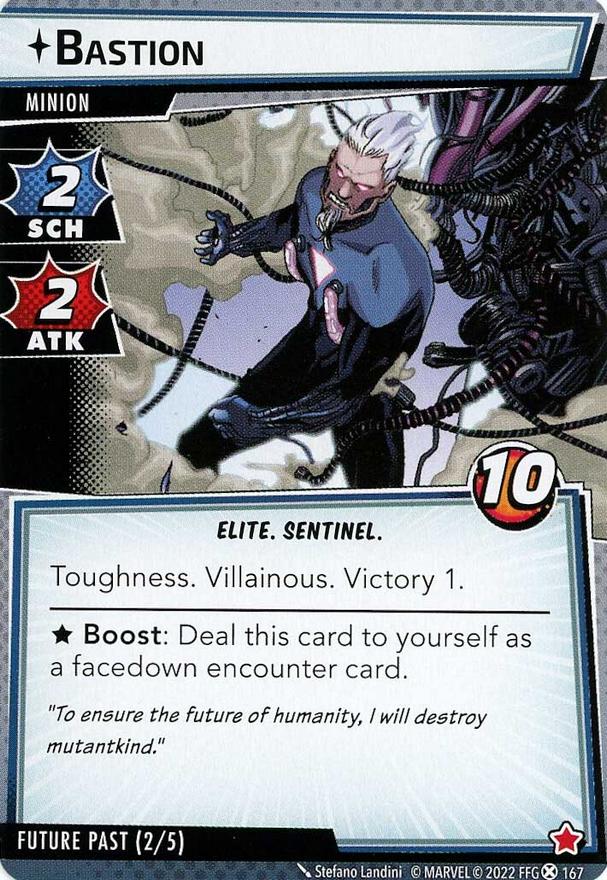 BASTION
MINION
2
SCH
2
ATK
10
ELITE. SENTINEL.
Toughness. Villainous. Victory 1.
★ Boost: Deal this card to yourself as
a facedown encounter card.
"To ensure the future of humanity, I will destroy
mutantkind."
FUTURE PAST (2/5)
Stefano Landini © MARVEL © 2022 FFG 167